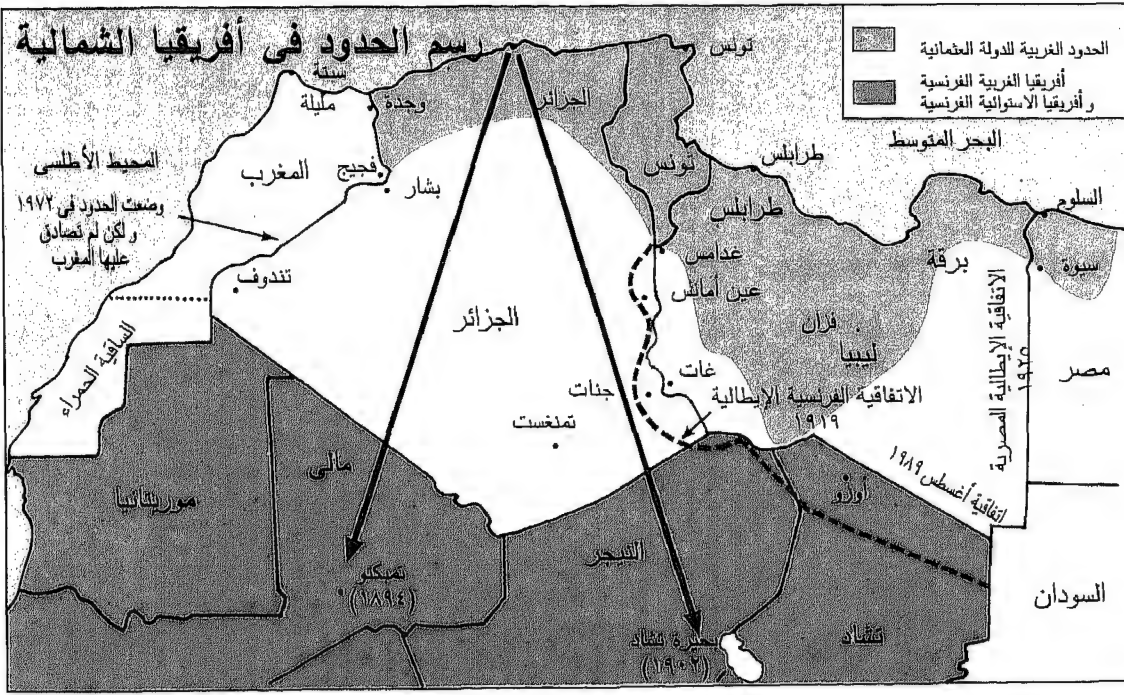 رسم الحدود فى أفريقيا الشمالية
الحدود الغربية للدولة العثمانية
أفريقيا الغربية الفرنسية
و أفريقيا الاستوائية الفرنسية
تونس
سبتة
مليلة
وجدة
الجزائر
البحر المتوسط
المحيط الأطلسى
المغرب
فجيج
بشار
تونس
طرابلس
طرابلس
السلوم
وضعت الحدود فى ١٩٧٢
و لكن لم تصادق
عليها المغرب
غدامس
برقة
سيوة
تندوف
عين أماتس
الجزائر
فزان
ليبيا
الاتفاقية الإيطالية المصرية
١٩٢٥
مصر
الساقية الحمراء
غات
جنات
الاتفاقية الفرنسية الإيطالية
١٩١٩
تمنغست
اتفاقية أغسطس ١٩٨٩
مالى
موريتانيا
أوزو
النيجر
تمبكتو
(١٨٩٤)
السودان
بحيرة تشاد
(١٩٠٢)
تشاد